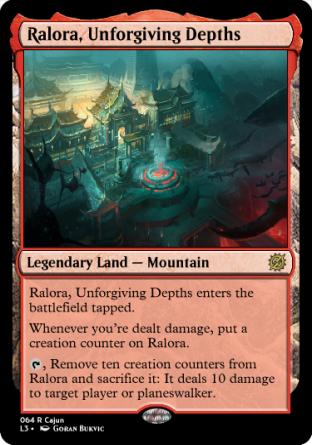 Ralora, Unforgiving Depths
Legendary Land — Mountain
Ralora, Unforgiving Depths enters the
battlefield tapped.
Whenever you're dealt damage, put a
creation counter on Ralora.
, Remove ten creation counters from
Ralora and sacrifice it: It deals 10 damage
to target player or planeswalker.
064 R Cajun
L3 • Goran Bukvic